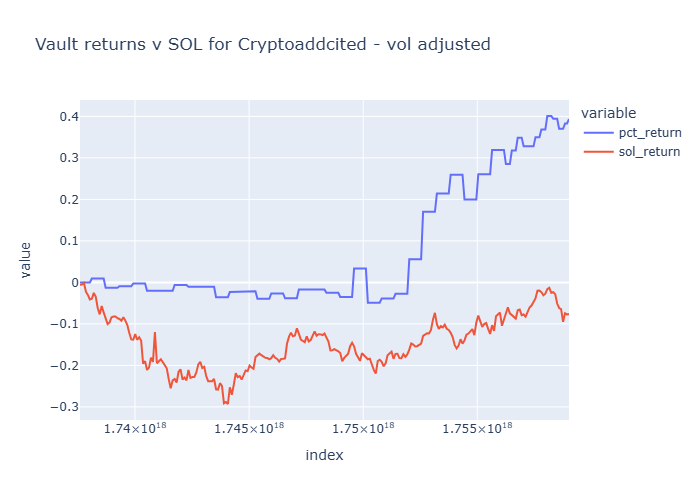 Vault returns v SOL for Cryptoaddcited - vol adjusted
variable
pct_return
sol_return
value
0.4
0.3
0.2
0.1
0
−0.1
−0.2
−0.3
1.74×10¹⁸
1.745×10¹⁸
1.75×10¹⁸
1.755×10¹⁸
index